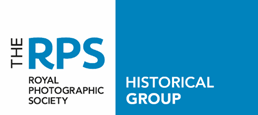 THE RPS
ROYAL
PHOTOGRAPHIC
SOCIETY
HISTORICAL
GROUP